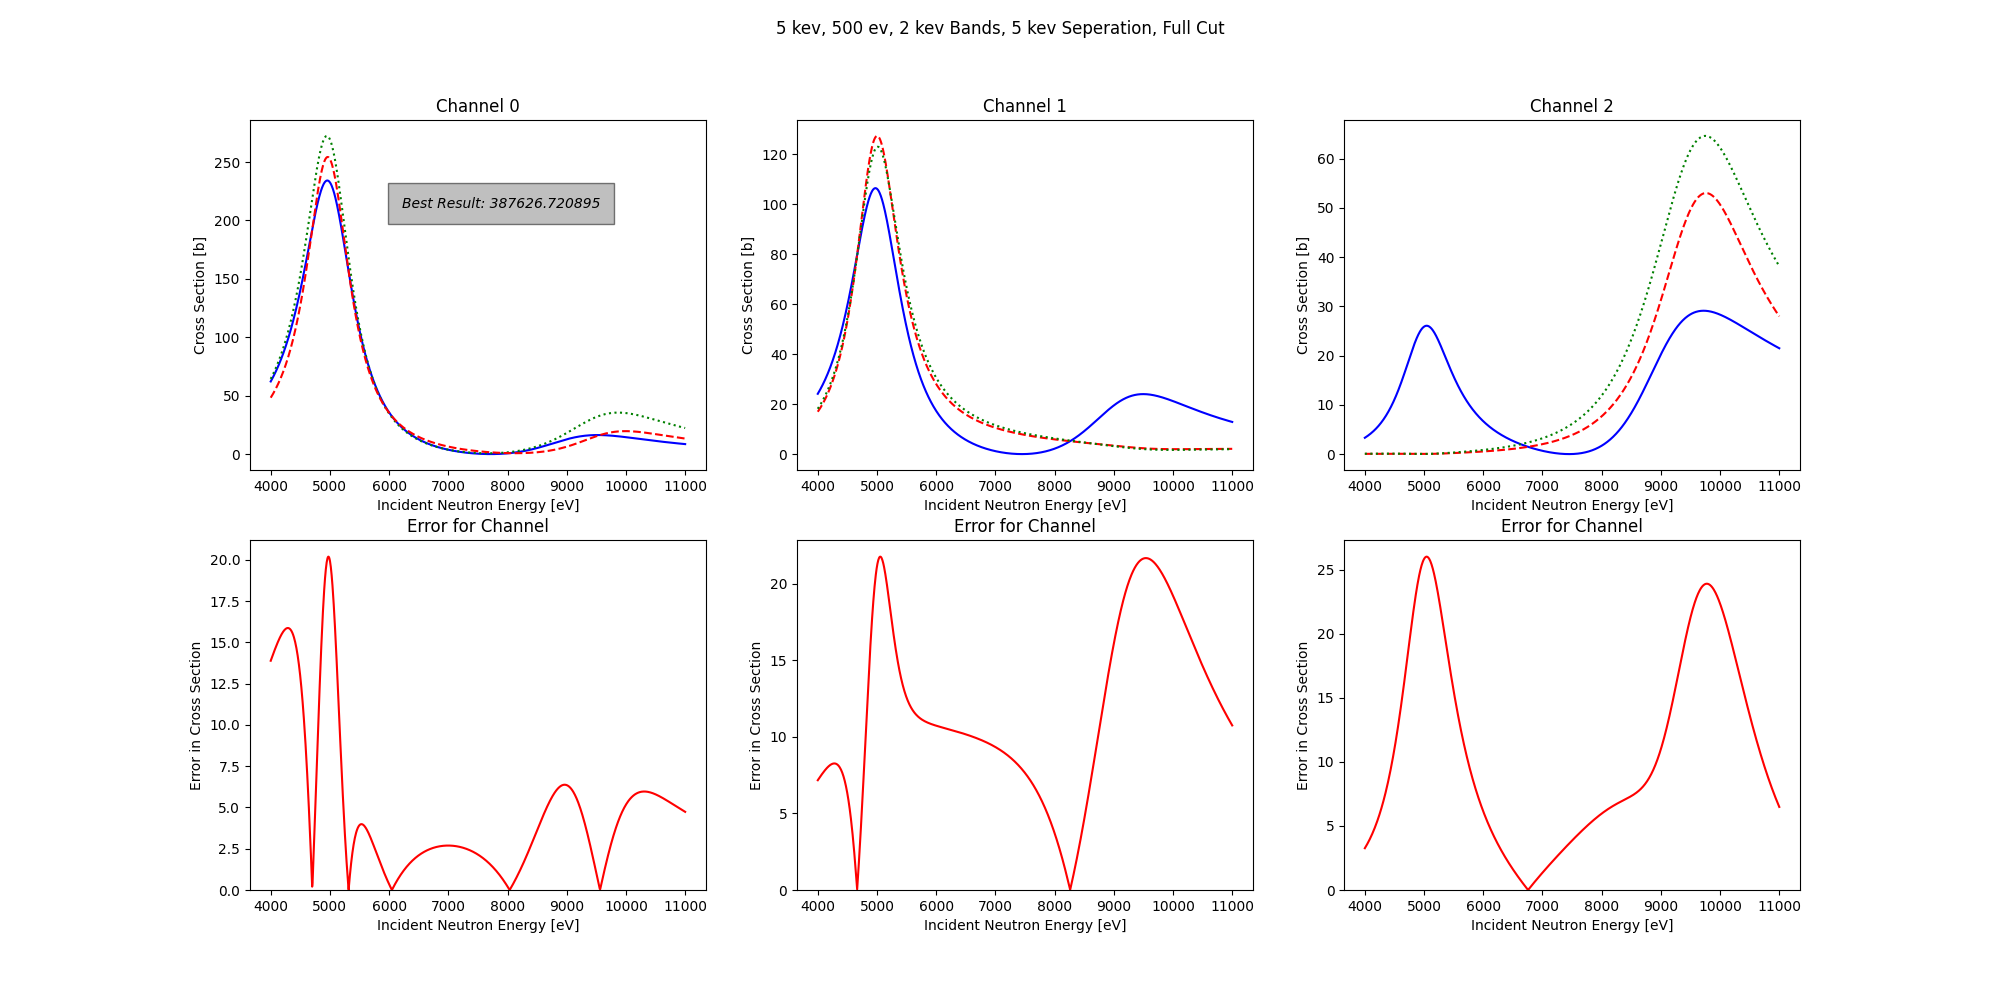 5 kev, 500 ev, 2 kev Bands, 5 kev Seperation, Full Cut
Channel 0
Cross Section [b]
250
200
150
100
50
0
Best Result: 387626.720895
4000 5000 6000 7000 8000 9000 10000 11000
Incident Neutron Energy [eV]
Channel 1
Cross Section [b]
120
100
80
60
40
20
0
4000 5000 6000 7000 8000 9000 10000 11000
Incident Neutron Energy [eV]
Channel 2
Cross Section [b]
60
50
40
30
20
10
0
4000 5000 6000 7000 8000 9000 10000 11000
Incident Neutron Energy [eV]
Error for Channel
Error in Cross Section
20.0
17.5
15.0
12.5
10.0
7.5
5.0
2.5
0.0
4000 5000 6000 7000 8000 9000 10000 11000
Incident Neutron Energy [eV]
Error for Channel
Error in Cross Section
20
15
10
5
0
4000 5000 6000 7000 8000 9000 10000 11000
Incident Neutron Energy [eV]
Error for Channel
Error in Cross Section
25
20
15
10
5
0
4000 5000 6000 7000 8000 9000 10000 11000
Incident Neutron Energy [eV]